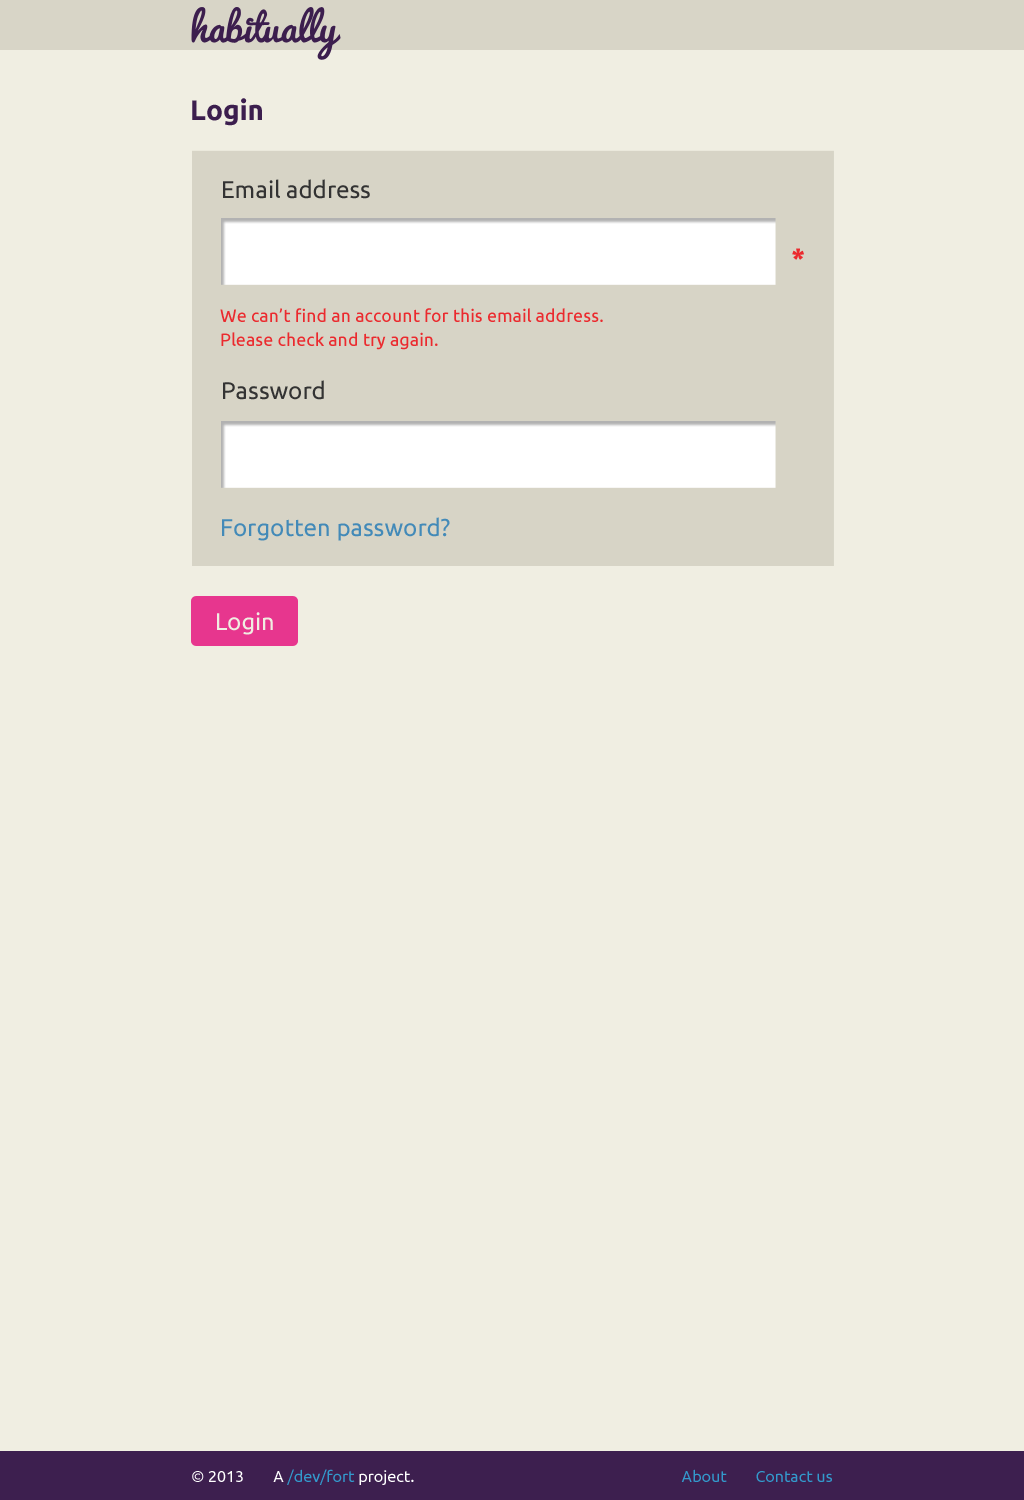 habitually
Login
Email address
*
We can't find an account for this email address.
Please check and try again.
Password
Forgotten password?
Login
© 2013 A /dev/fort project. About Contact us